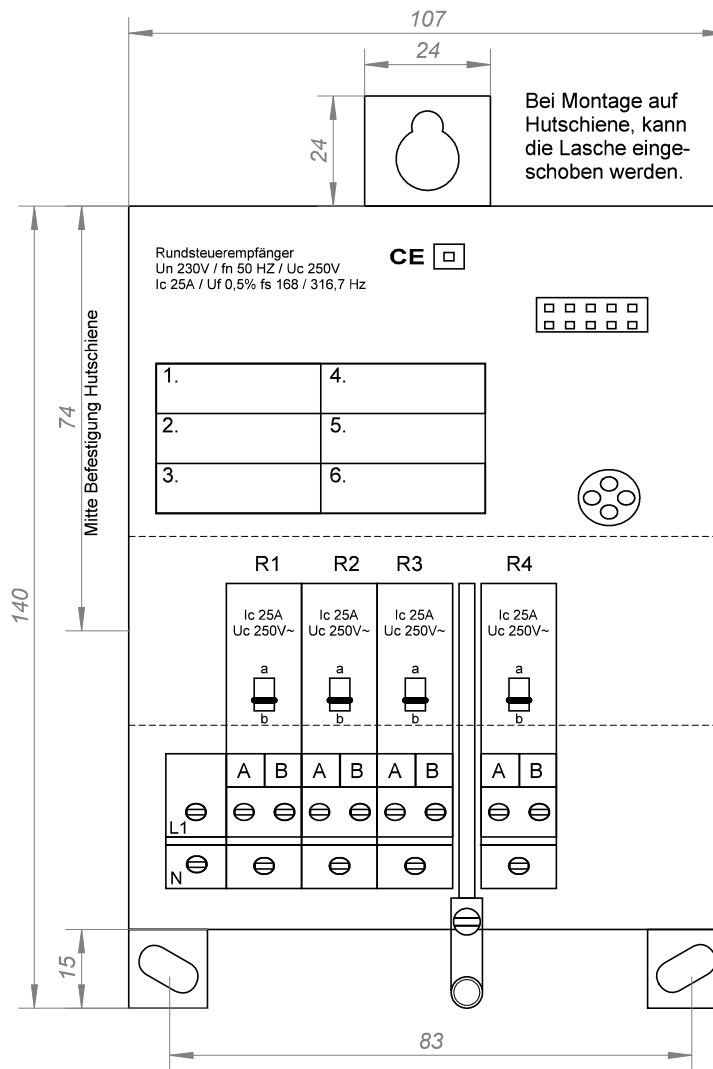 107
24
Bei Montage auf
Hutschiene, kann
die Lasche einge-
schoben werden.
24
Rundsteuerempfänger
Un 230V / fn 50 HZ / Uc 250V
Ic 25A / Uf 0,5% fs 168 / 316,7 Hz
CE
74
Mitte Befestigung Hutschiene
1. 4.
2. 5.
3. 6.
140
R1 R2 R3 R4
Ic 25A Ic 25A Ic 25A Ic 25A
Uc 250V~ Uc 250V~ Uc 250V~ Uc 250V~
a a a a
b b b b
A B A B A B A B
L1
N
15
83